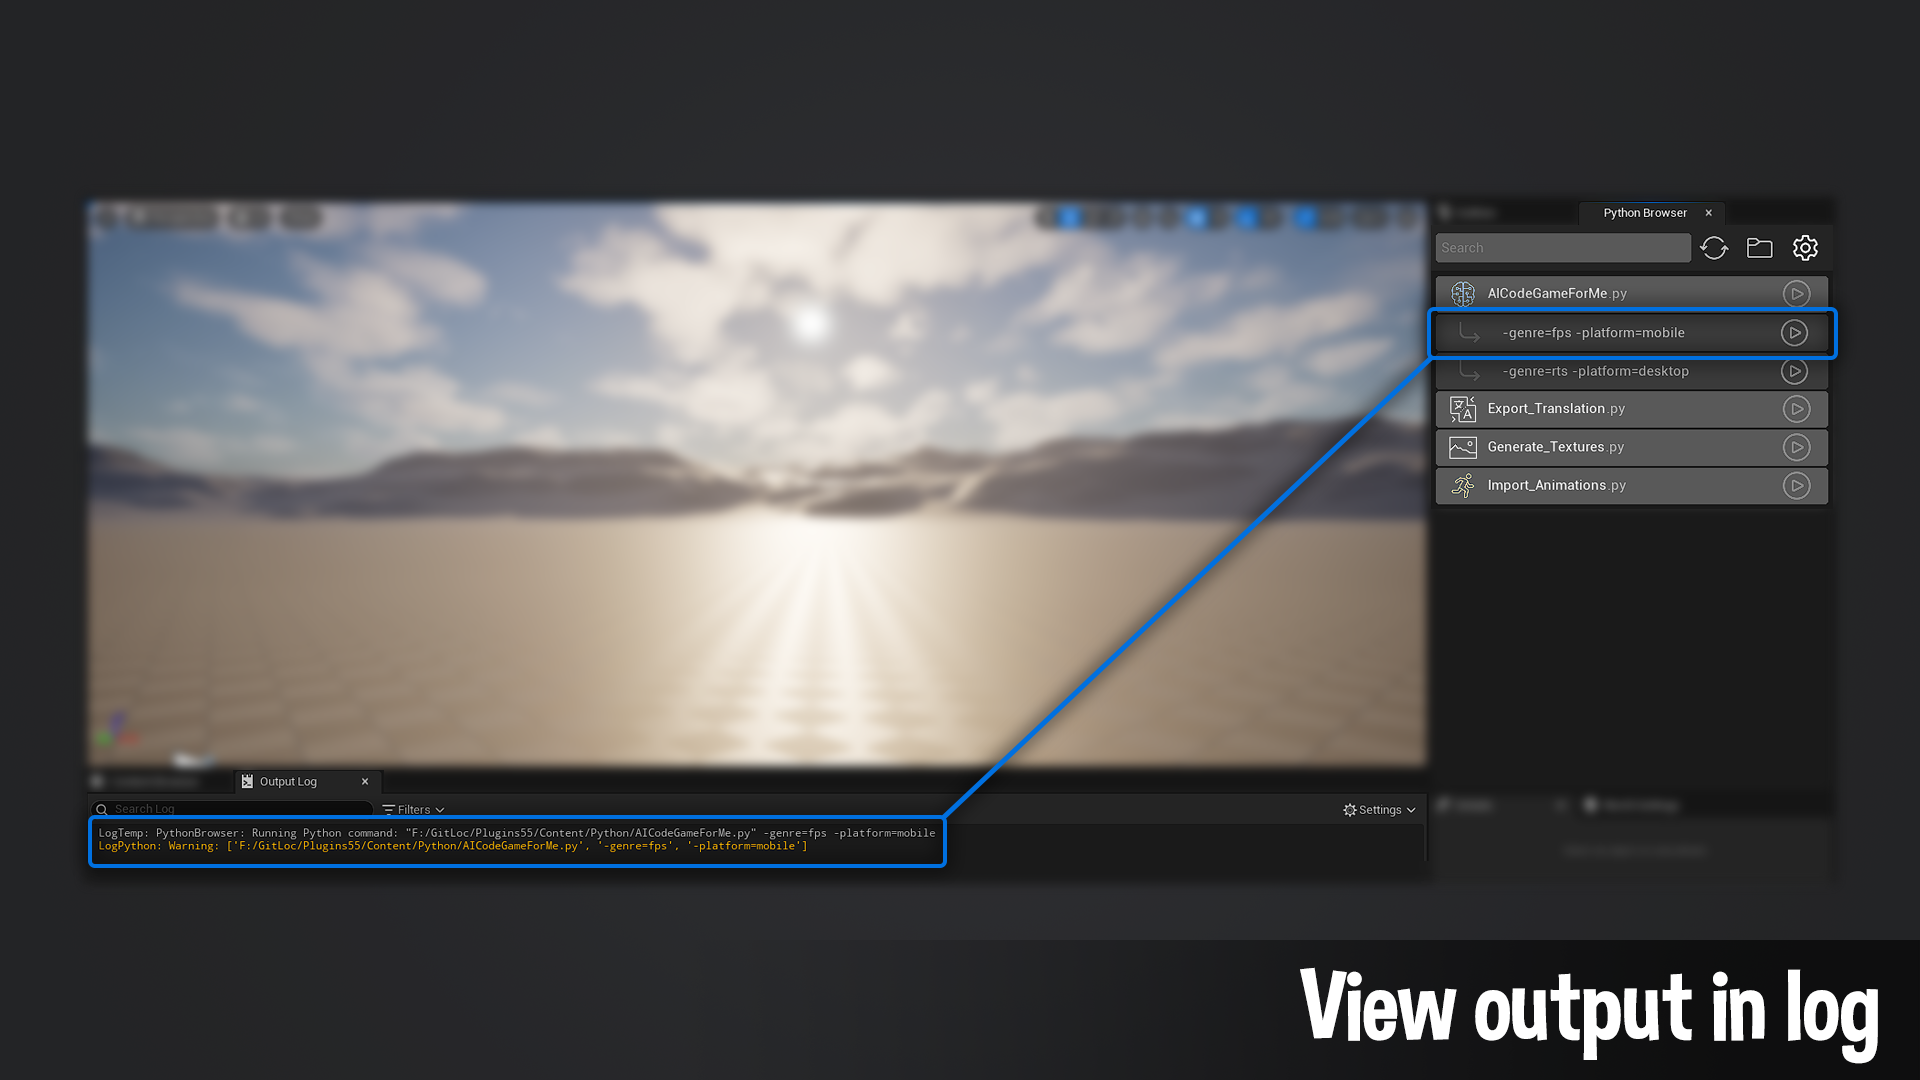 Python Browser
Search
AICodeGameForMe.py
-genre=fps -platform=mobile
-genre=rts -platform=desktop
Export_Translation.py
Generate_Textures.py
Import_Animations.py
Output Log
Search Log
Filters
Settings
LogTemp: PythonBrowser: Running Python command: "F:/GitLoc/Plugins55/Content/Python/AICodeGameForMe.py" -genre=fps -platform=mobile
LogPython: Warning: ['F:/GitLoc/Plugins55/Content/Python/AICodeGameForMe.py', '-genre=fps', '-platform=mobile']
View output in log